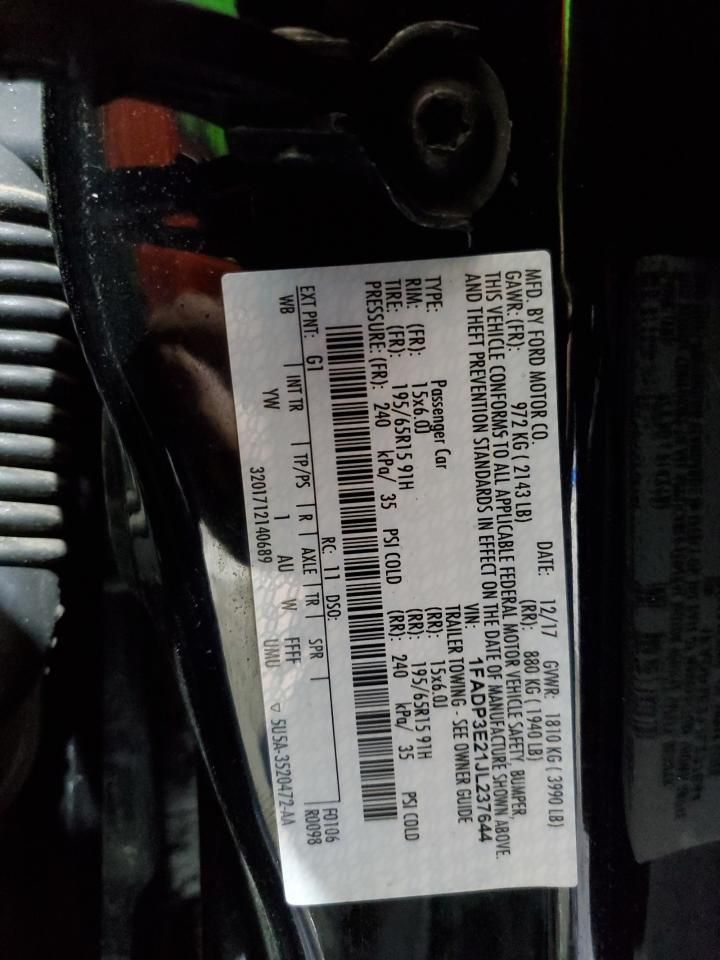 MFD. BY FORD MOTOR CO. DATE: 12/17 GVWR: 1810 KG ( 3990 LB)
GAWR: (FR): 972 KG ( 2143 LB) (RR): 880 KG ( 1940 LB)
THIS VEHICLE CONFORMS TO ALL APPLICABLE FEDERAL MOTOR VEHICLE SAFETY, BUMPER,
AND THEFT PREVENTION STANDARDS IN EFFECT ON THE DATE OF MANUFACTURE SHOWN ABOVE.
VIN: 1FADP3E21JL237644
TYPE: Passenger Car TRAILER TOWING - SEE OWNER GUIDE
RIM: (FR): 15x6.0J (RR): 15x6.0J
TIRE: (FR): 195/65R15 91H (RR): 195/65R15 91H
PRESSURE: (FR): 240 kPa/ 35 PSI COLD (RR): 240 kPa/ 35 PSI COLD
EXT PNT: G1 RC: 11 DSO: F0106
WB | INT TR | TP/PS | R | AXLE | TR | SPR | R0098
YW 1 AU W FFFF
3201712140689 UMU ▽ 5U5A-3520472-AA